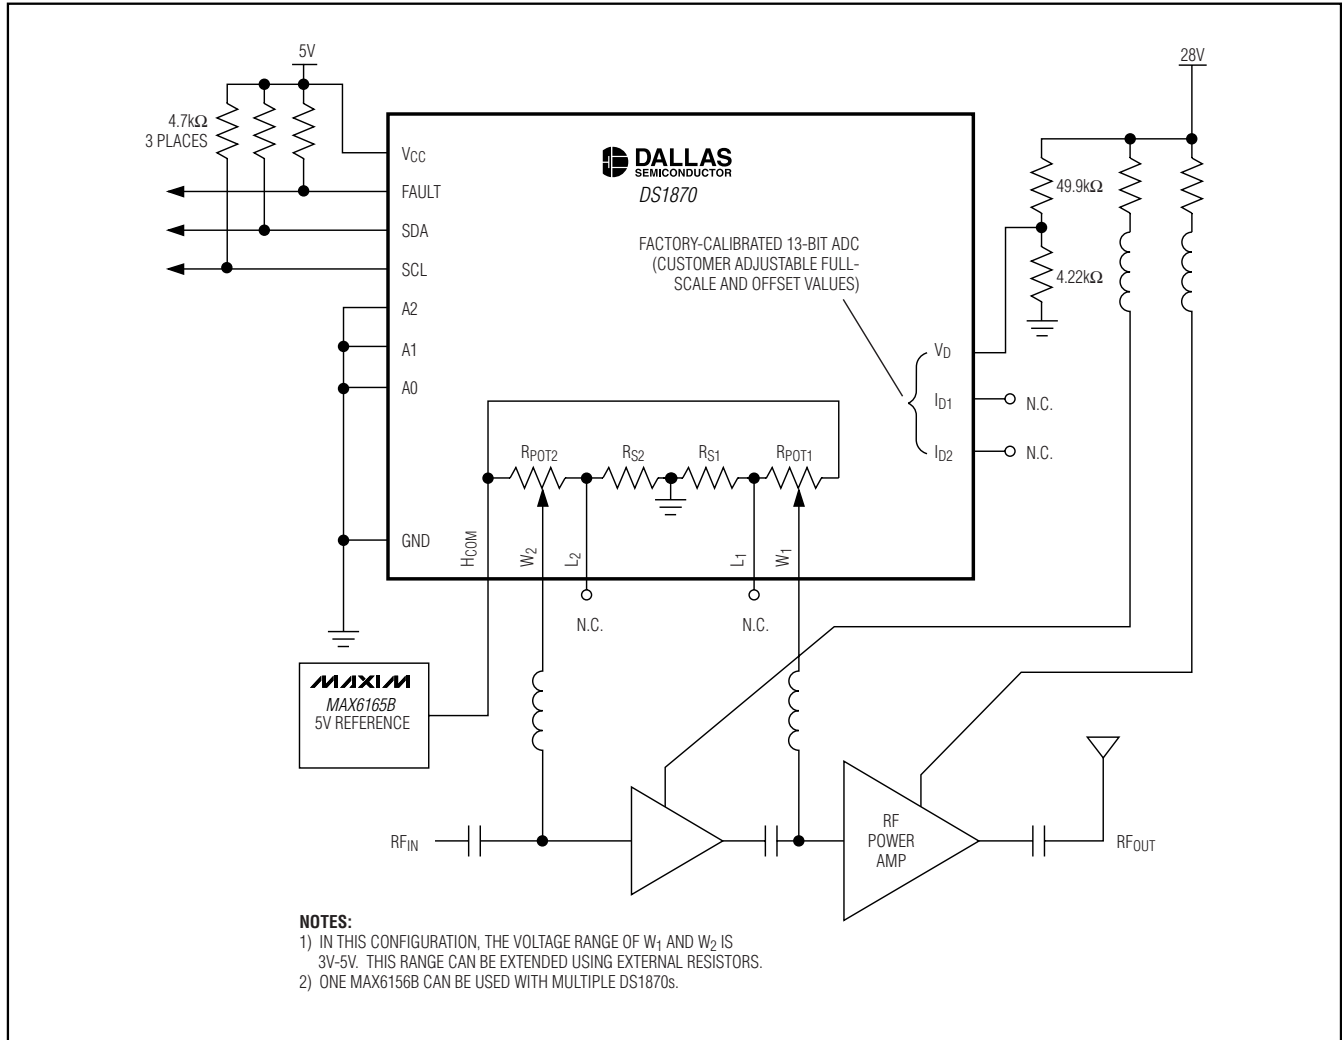 5V
28V
4.7kΩ
3 PLACES
VCC
FAULT
SDA
SCL
A2
A1
A0
GND
DALLAS
SEMICONDUCTOR
DS1870
FACTORY-CALIBRATED 13-BIT ADC
(CUSTOMER ADJUSTABLE FULL-
SCALE AND OFFSET VALUES)
49.9kΩ
4.22kΩ
VD
ID1
N.C.
ID2
N.C.
RPOT2
RS2
RS1
RPOT1
HCOM
W2
L2
L1
W1
N.C.
N.C.
MAXIM
MAX6165B
5V REFERENCE
RFIN
RF
POWER
AMP
RFOUT
NOTES:
1) IN THIS CONFIGURATION, THE VOLTAGE RANGE OF W1 AND W2 IS
3V-5V. THIS RANGE CAN BE EXTENDED USING EXTERNAL RESISTORS.
2) ONE MAX6156B CAN BE USED WITH MULTIPLE DS1870s.